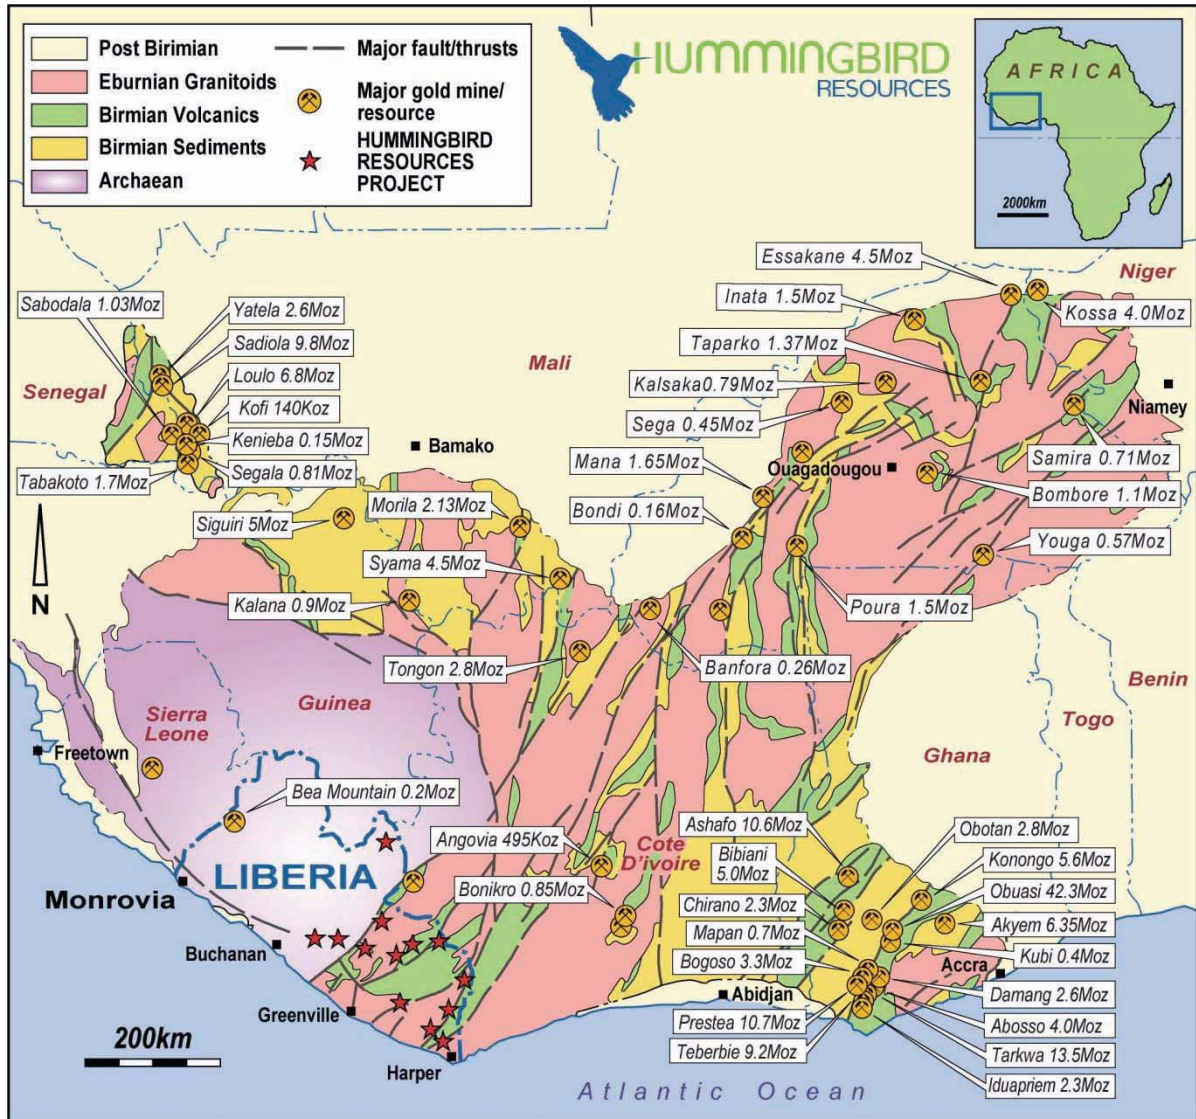 Post Birimian
Eburnian Granitoids
Birmian Volcanics
Birmian Sediments
Archaean
Major fault/thrusts
Major gold mine/
resource
HUMMINGBIRD
RESOURCES
PROJECT
HUMMINGBIRD
RESOURCES
AFRICA
2000km
Essakane 4.5Moz
Niger
Inata 1.5Moz
Kossa 4.0Moz
Sabodala 1.03Moz
Yatela 2.6Moz
Sadiola 9.8Moz
Taparko 1.37Moz
Loulo 6.8Moz
Mali
Kalsaka0.79Moz
Senegal
Niamey
Kofi 140Koz
Sega 0.45Moz
Kenieba 0.15Moz
Bamako
Samira 0.71Moz
Segala 0.81Moz
Tabakoto 1.7Moz
Mana 1.65Moz
Ouagadougou
Bombore 1.1Moz
Morila 2.13Moz
Bondi 0.16Moz
Siguiri 5Moz
Youga 0.57Moz
Syama 4.5Moz
N
Kalana 0.9Moz
Poura 1.5Moz
Tongon 2.8Moz
Banfora 0.26Moz
Benin
Guinea
Sierra
Leone
Togo
Freetown
Ghana
Bea Mountain 0.2Moz
Ashafo 10.6Moz
Obotan 2.8Moz
Angovia 495Koz
Cote
D'ivoire
Bibiani
5.0Moz
Konongo 5.6Moz
LIBERIA
Bonikro 0.85Moz
Obuasi 42.3Moz
Monrovia
Chirano 2.3Moz
Akyem 6.35Moz
Mapan 0.7Moz
Buchanan
Kubi 0.4Moz
Bogoso 3.3Moz
Accra
Abidjan
Damang 2.6Moz
Greenville
Prestea 10.7Moz
Abosso 4.0Moz
200km
Teberbie 9.2Moz
Tarkwa 13.5Moz
Harper
Iduapriem 2.3Moz
Atlantic Ocean